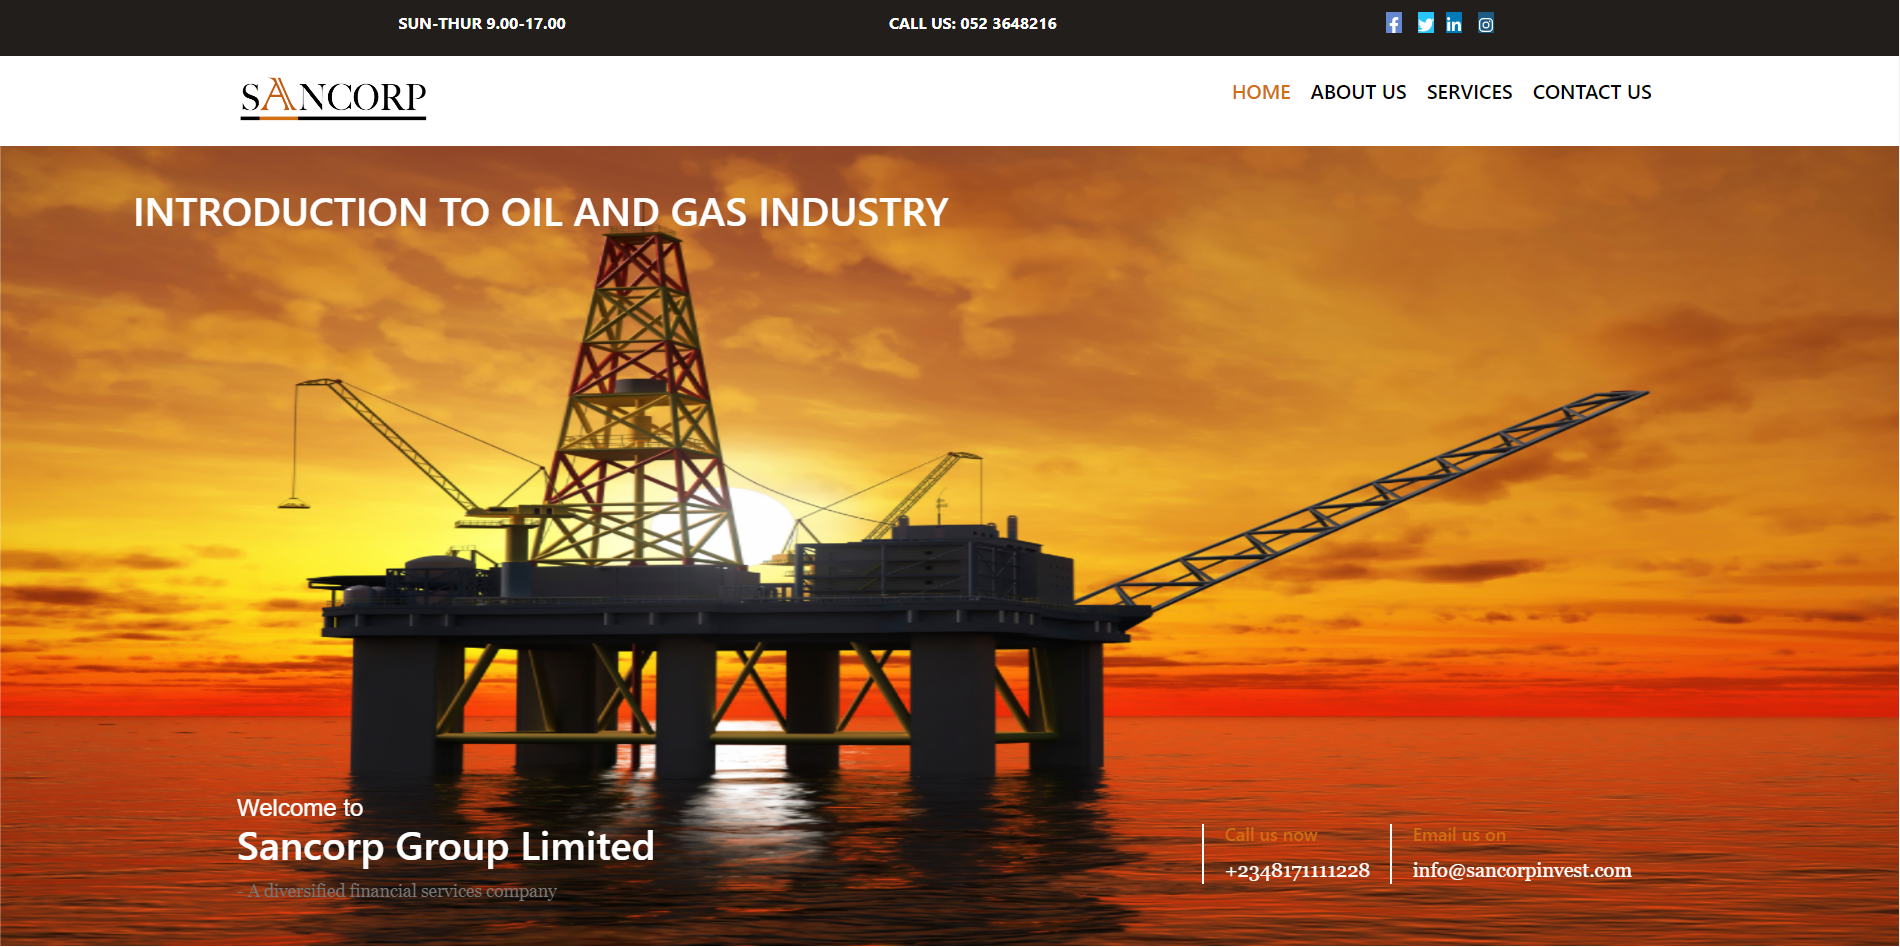 SUN-THUR 9.00-17.00
CALL US: 052 3648216
SANCORP
HOME ABOUT US SERVICES CONTACT US
INTRODUCTION TO OIL AND GAS INDUSTRY
Welcome to
Sancorp Group Limited
- A diversified financial services company
Call us now
+2348171111228
Email us on
info@sancorpinvest.com